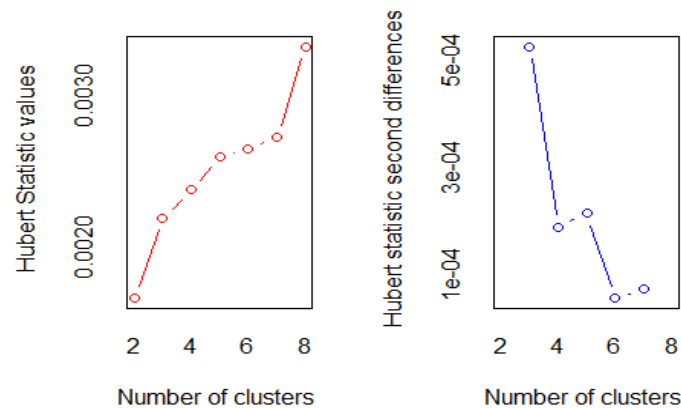 Hubert Statistic values
0.0030
0.0020
2 4 6 8
Number of clusters
Hubert statistic second differences
5e-04
3e-04
1e-04
2 4 6 8
Number of clusters